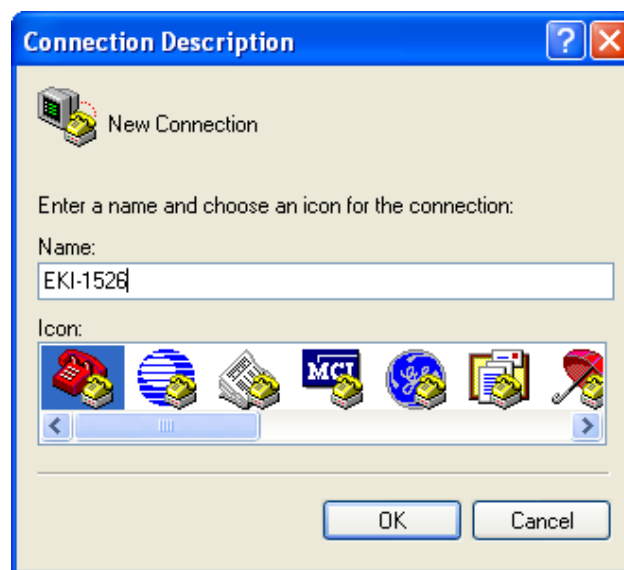 Connection Description
New Connection
Enter a name and choose an icon for the connection:
Name:
EKI-1526
Icon:
MCI
OK
Cancel